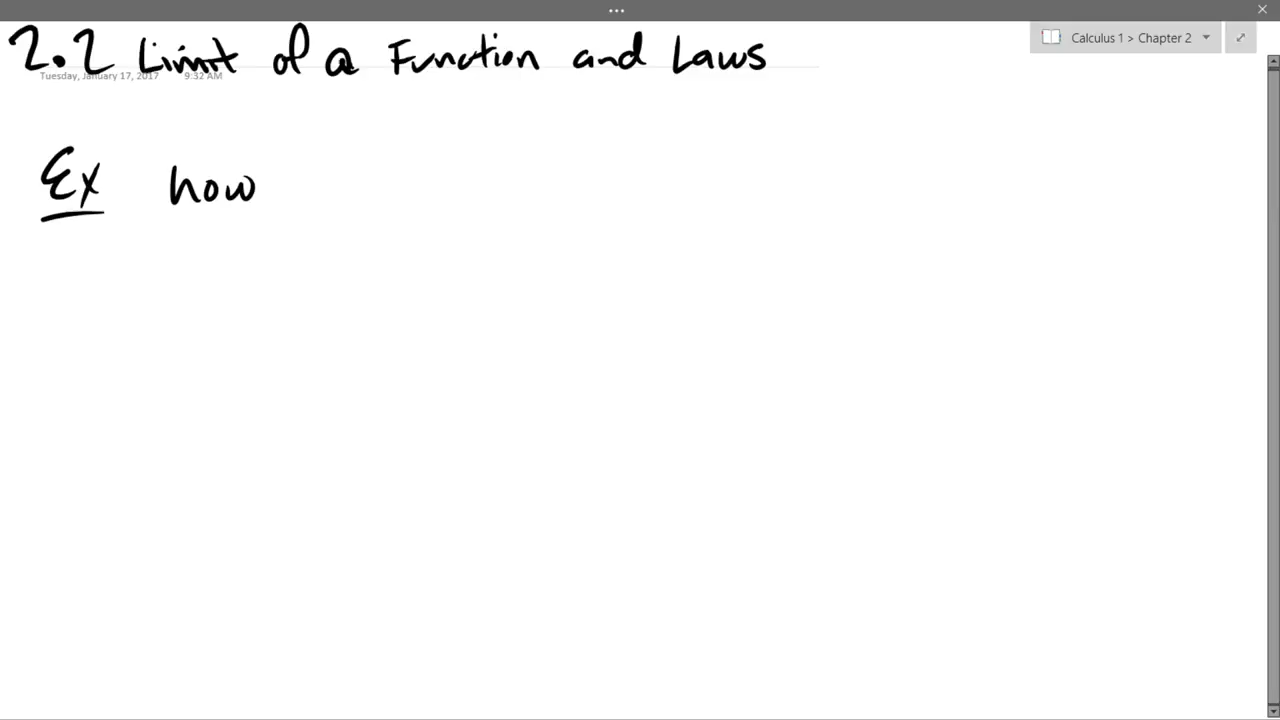 Calculus 1 > Chapter 2
2.2 Limit of a Function and Laws
Tuesday, January 17, 2017 9:32 AM
Ex how